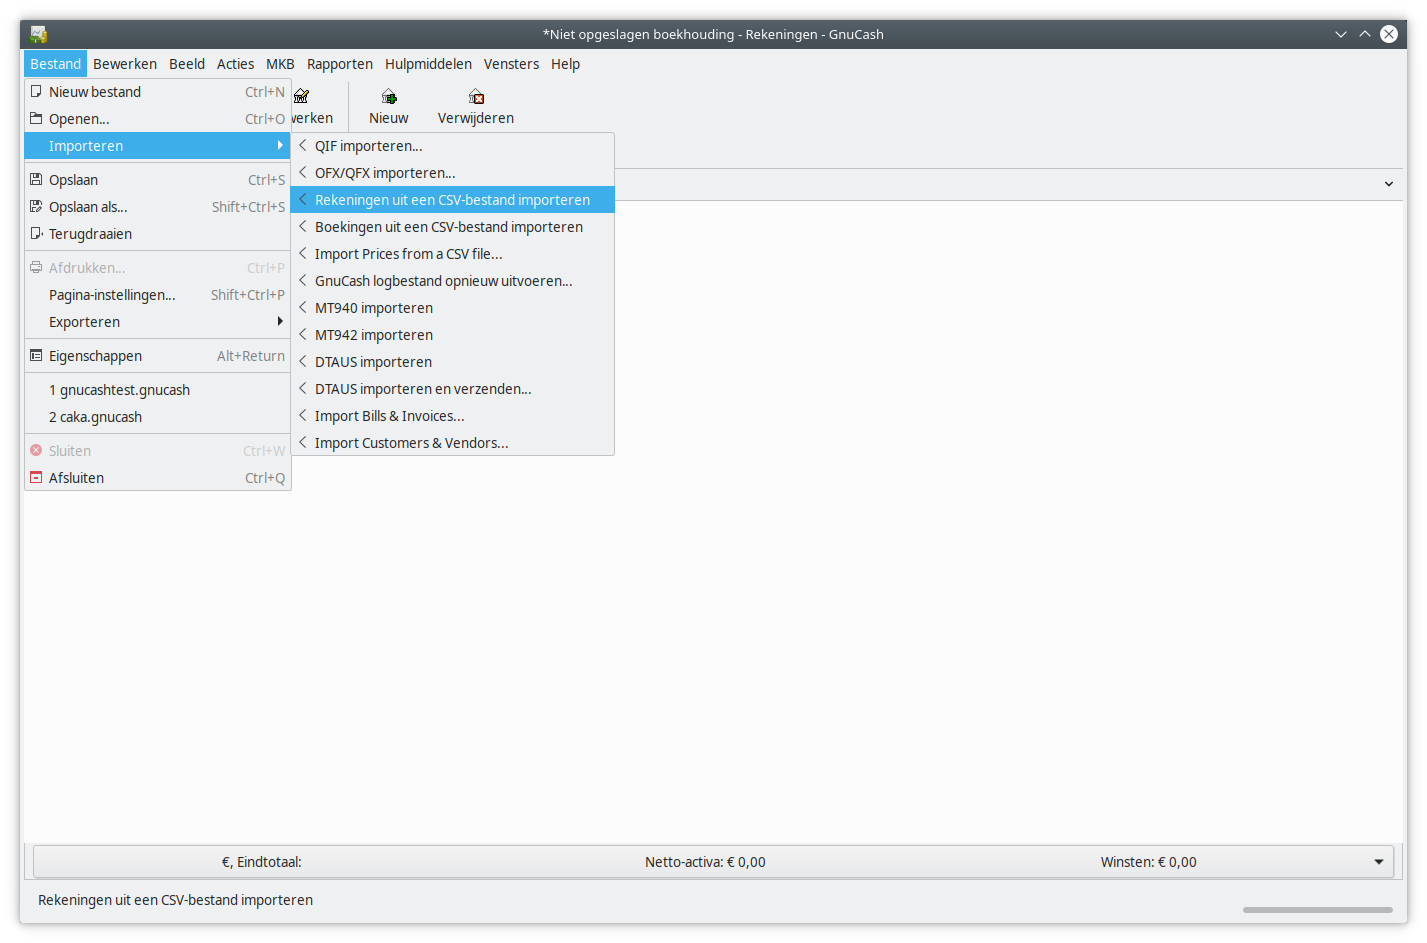 *Niet opgeslagen boekhouding - Rekeningen - GnuCash
Bestand Bewerken Beeld Acties MKB Rapporten Hulpmiddelen Vensters Help
Nieuw bestand Ctrl+N
Openen... Ctrl+O
Importeren
Opslaan Ctrl+S
Opslaan als... Shift+Ctrl+S
Terugdraaien
Afdrukken... Ctrl+P
Pagina-instellingen... Shift+Ctrl+P
Exporteren
Eigenschappen Alt+Return
1 gnucashtest.gnucash
2 caka.gnucash
Sluiten Ctrl+W
Afsluiten Ctrl+Q
werken Nieuw Verwijderen
QIF importeren...
OFX/QFX importeren...
Rekeningen uit een CSV-bestand importeren
Boekingen uit een CSV-bestand importeren
Import Prices from a CSV file...
GnuCash logbestand opnieuw uitvoeren...
MT940 importeren
MT942 importeren
DTAUS importeren
DTAUS importeren en verzenden...
Import Bills & Invoices...
Import Customers & Vendors...
€, Eindtotaal: Netto-activa: € 0,00 Winsten: € 0,00
Rekeningen uit een CSV-bestand importeren